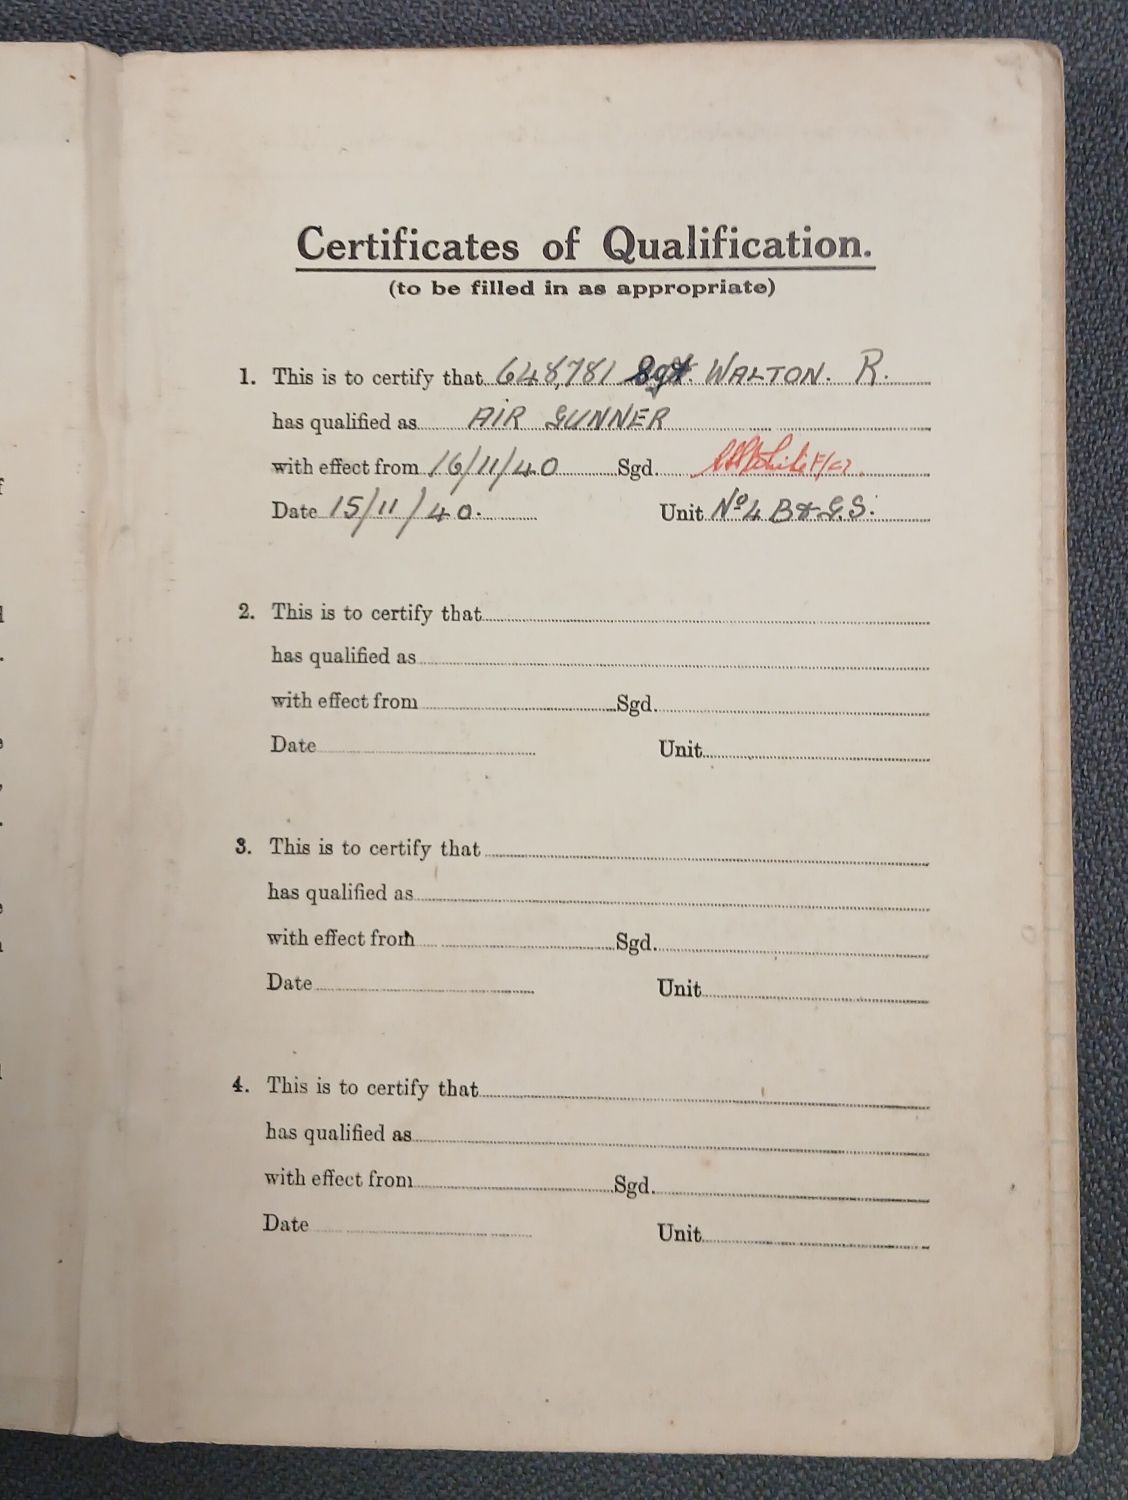 Certificates of Qualification.
(to be filled in as appropriate)
1. This is to certify that 648781 Sgt. WALTON. R.
has qualified as AIR GUNNER
with effect from 16/11/40 Sgd. F/O.
Date 15/11/40. Unit No 4 B & G.S.
2. This is to certify that
has qualified as
with effect from Sgd.
Date Unit
3. This is to certify that
has qualified as
with effect from Sgd.
Date Unit
4. This is to certify that
has qualified as
with effect from Sgd.
Date Unit